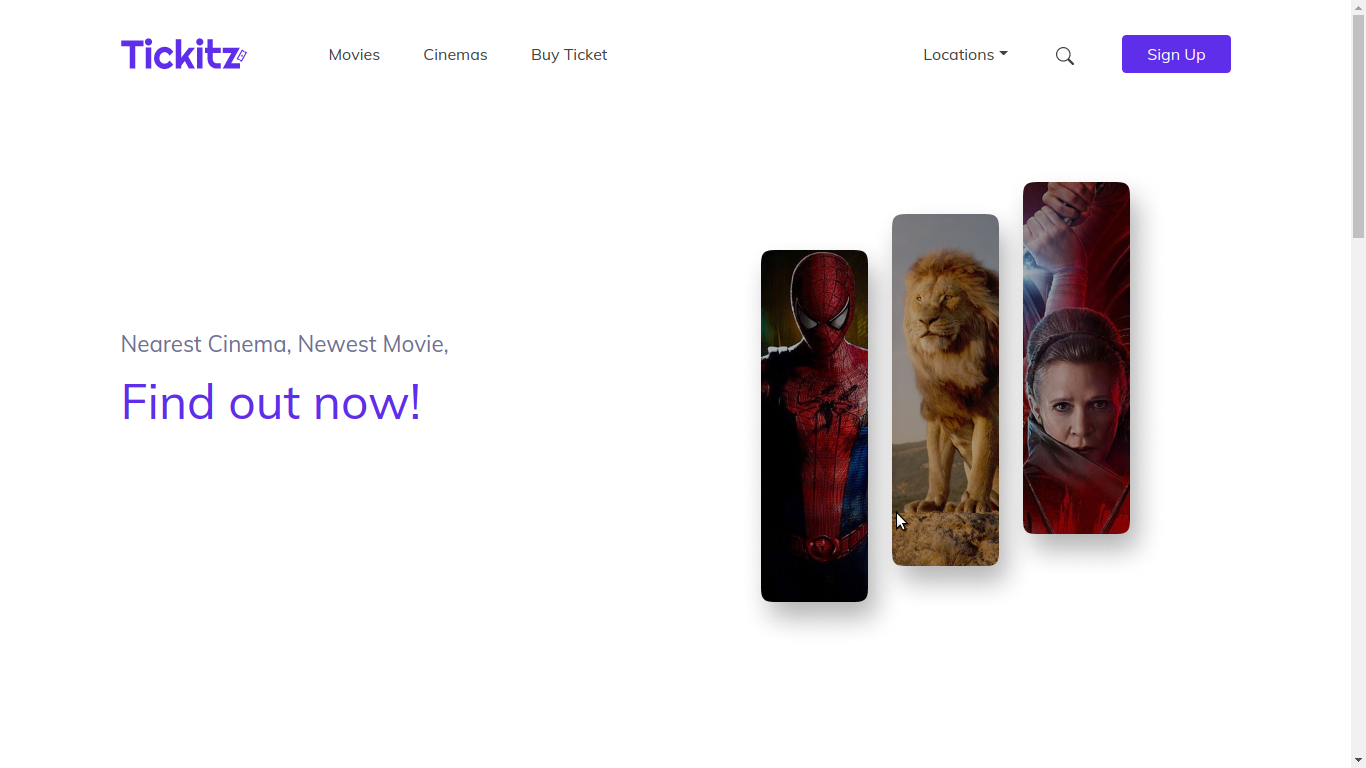 Tickitz
Movies
Cinemas
Buy Ticket
Locations
Sign Up
Nearest Cinema, Newest Movie,
Find out now!